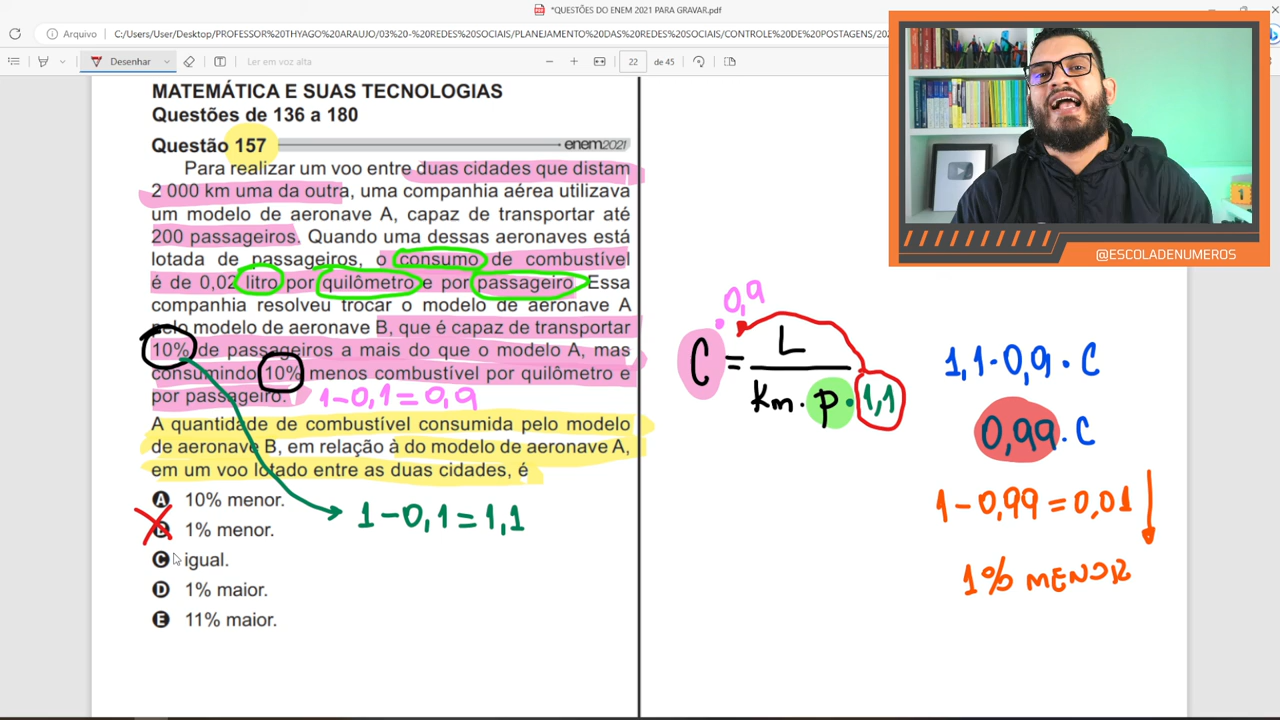 *QUESTÕES DO ENEM 2021 PARA GRAVAR.pdf
Arquivo C:/Users/User/Desktop/PROFESSOR%20THYAGO%20ARAUJO/03%20-%20REDES%20SOCIAIS/PLANEJAMENTO%20DAS%20REDES%20SOCIAIS/CONTROLE%20DE%20POSTAGENS/202
Desenhar Ler em voz alta 22 de 45
MATEMÁTICA E SUAS TECNOLOGIAS
Questões de 136 a 180
Questão 157 enem2021
Para realizar um voo entre duas cidades que distam
2 000 km uma da outra, uma companhia aérea utilizava
um modelo de aeronave A, capaz de transportar até
200 passageiros. Quando uma dessas aeronaves está
lotada de passageiros, o consumo de combustível
é de 0,02 litro por quilômetro e por passageiro. Essa
companhia resolveu trocar o modelo de aeronave A
pelo modelo de aeronave B, que é capaz de transportar
10% de passageiros a mais do que o modelo A, mas
consumindo 10% menos combustível por quilômetro e
por passageiro. 1-0,1=0,9
A quantidade de combustível consumida pelo modelo
de aeronave B, em relação à do modelo de aeronave A,
em um voo lotado entre as duas cidades, é
A 10% menor.
1-0,1=1,1
B 1% menor.
C igual.
D 1% maior.
E 11% maior.
·0,9
C = L
km·p·1,1
1,1·0,9·C
0,99·C
1-0,99=0,01
1% MENOR
@ESCOLADENUMEROS
1